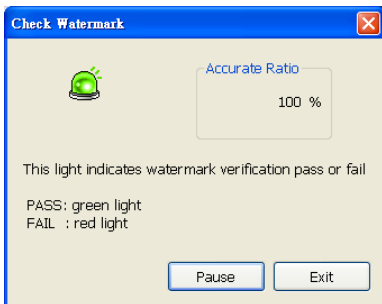 Check Watermark
Accurate Ratio
100 %
This light indicates watermark verification pass or fail
PASS: green light
FAIL : red light
Pause
Exit